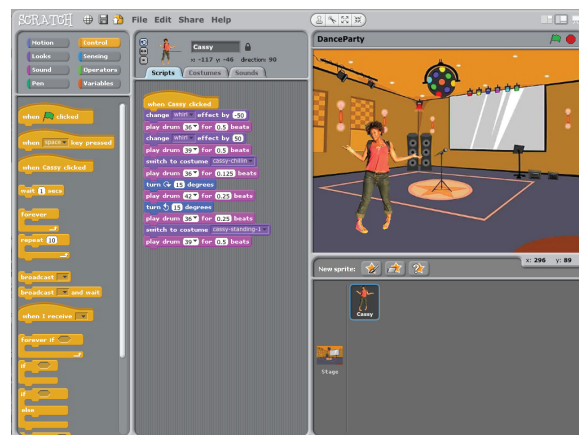 SCRATCH File Edit Share Help
Motion Control
Looks Sensing
Sound Operators
Pen Variables
when clicked
when space key pressed
when Cassy clicked
wait 1 secs
forever
repeat 10
broadcast
broadcast and wait
when I receive
forever if
if
if
else
Cassy
x: -117 y: -46 direction: 90
Scripts Costumes Sounds
when Cassy clicked
change whirl effect by -50
play drum 36 for 0.5 beats
change whirl effect by 50
play drum 39 for 0.5 beats
switch to costume cassy-chillin
play drum 36 for 0.125 beats
turn 15 degrees
play drum 42 for 0.25 beats
turn 15 degrees
play drum 36 for 0.25 beats
switch to costume cassy-standing-1
play drum 39 for 0.5 beats
DanceParty
x: 296 y: 89
New sprite:
Cassy
Stage